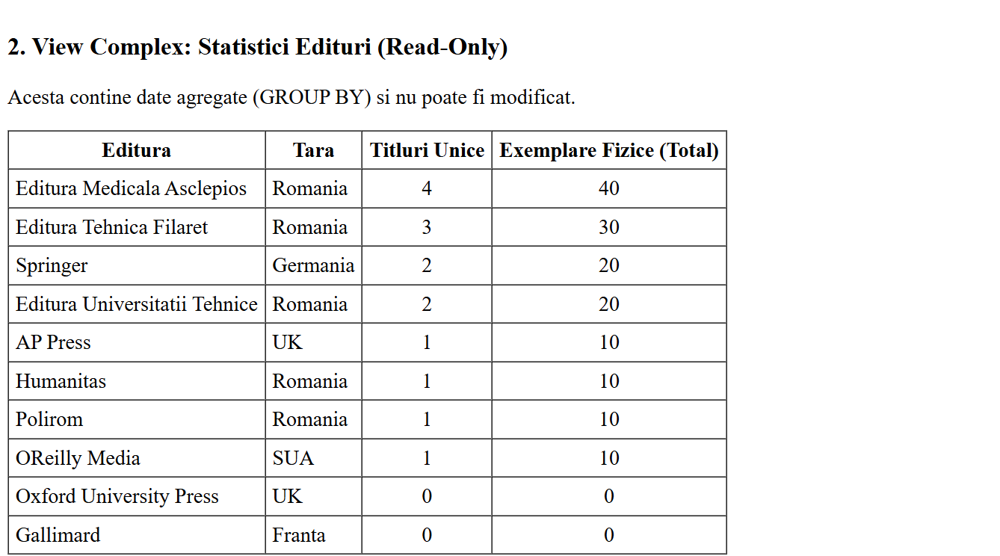 2. View Complex: Statistici Edituri (Read-Only)
Acesta contine date agregate (GROUP BY) si nu poate fi modificat.
Editura Tara Titluri Unice Exemplare Fizice (Total)
Editura Medicala Asclepios Romania 4 40
Editura Tehnica Filaret Romania 3 30
Springer Germania 2 20
Editura Universitatii Tehnice Romania 2 20
AP Press UK 1 10
Humanitas Romania 1 10
Polirom Romania 1 10
OReilly Media SUA 1 10
Oxford University Press UK 0 0
Gallimard Franta 0 0